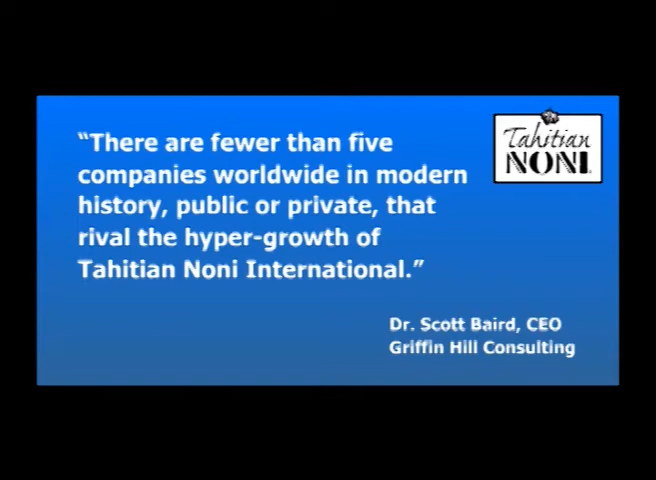 "There are fewer than five
companies worldwide in modern
history, public or private, that
rival the hyper-growth of
Tahitian Noni International."
Tahitian
NONI
Dr. Scott Baird, CEO
Griffin Hill Consulting